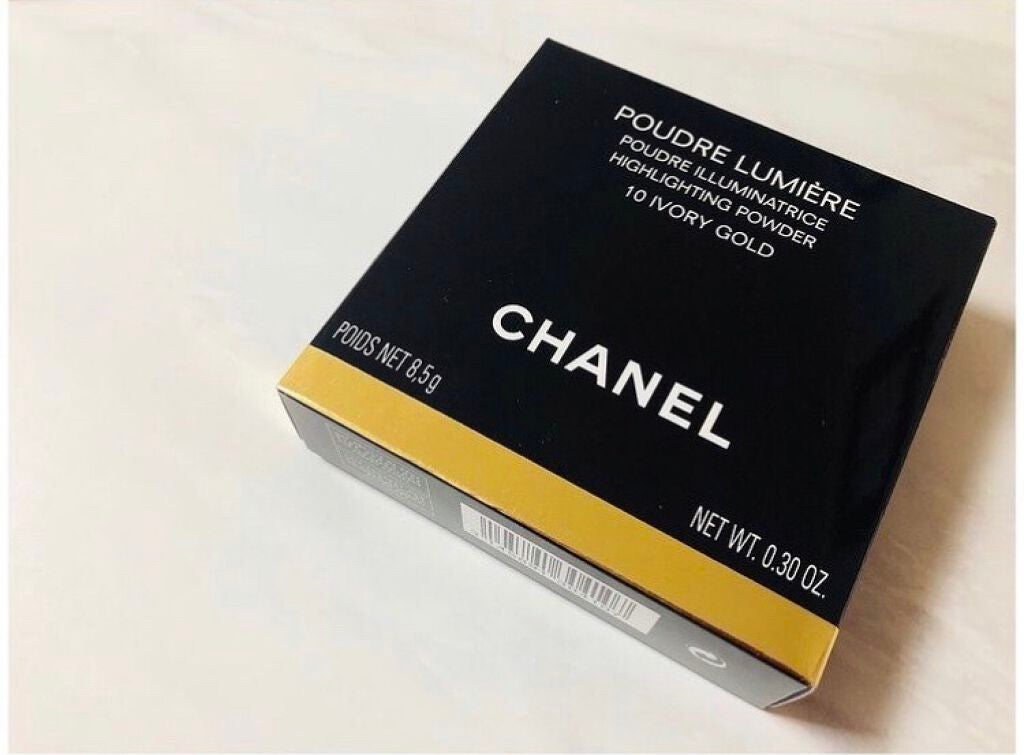 POUDRE LUMIÈRE
POUDRE ILLUMINATRICE
HIGHLIGHTING POWDER
10 IVORY GOLD
CHANEL
POIDS NET 8,5g
NET WT. 0.30 OZ.